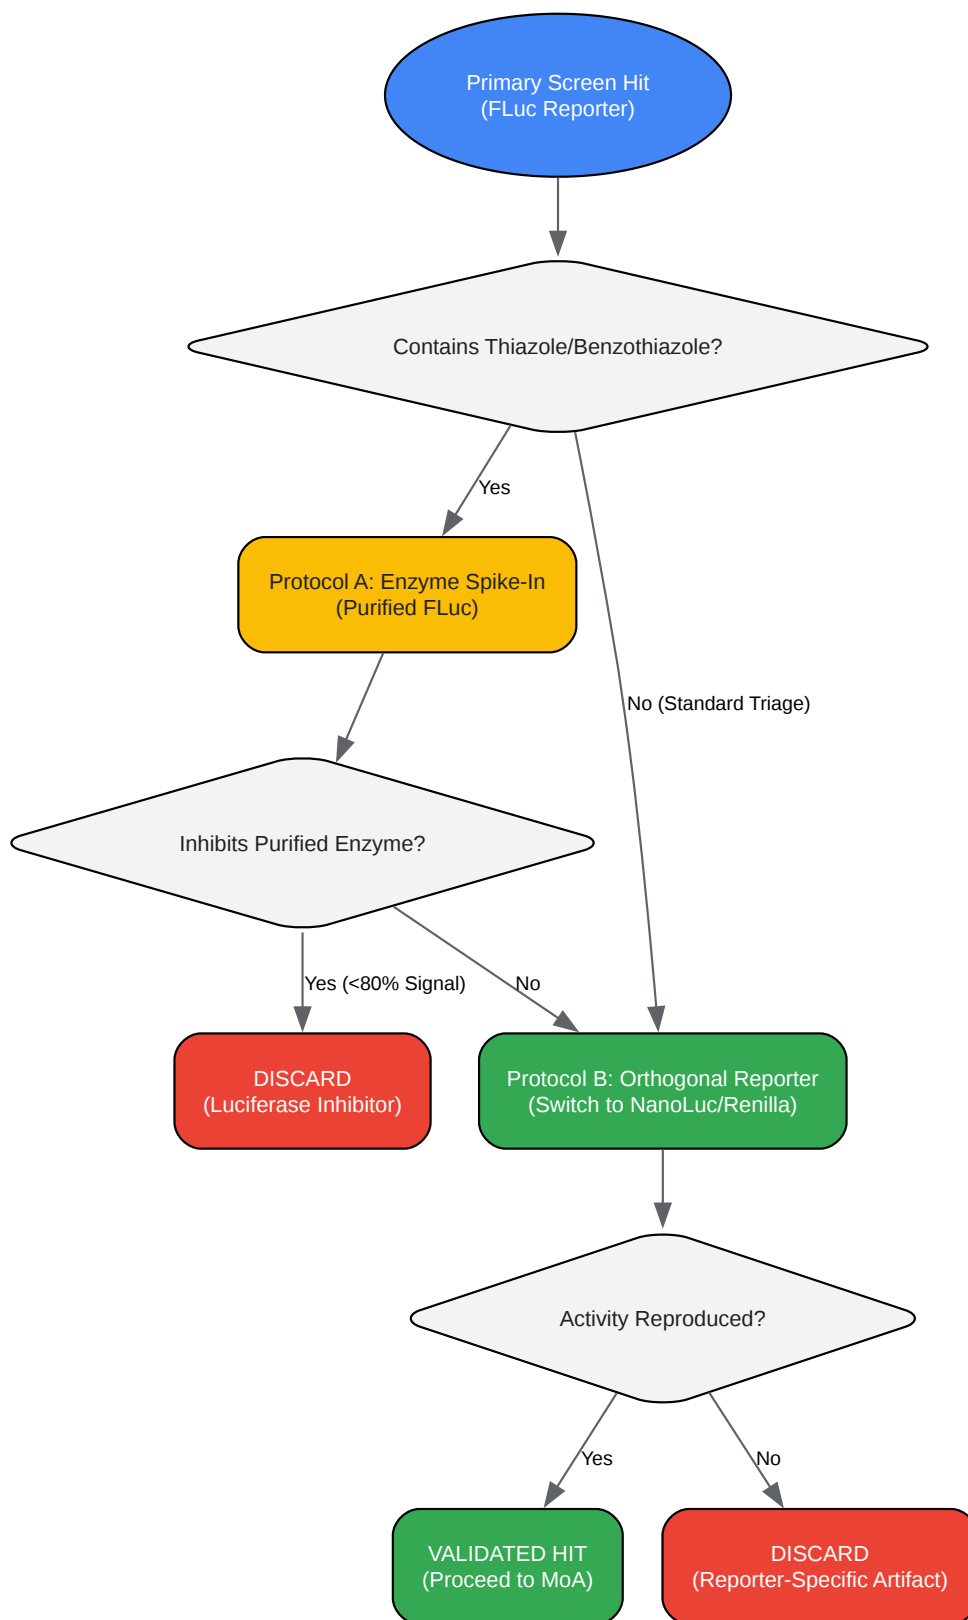 Primary Screen Hit
(FLuc Reporter)
Contains Thiazole/Benzothiazole?
Yes
Protocol A: Enzyme Spike-In
(Purified FLuc)
No (Standard Triage)
Inhibits Purified Enzyme?
Yes (<80% Signal)
No
DISCARD
(Luciferase Inhibitor)
Protocol B: Orthogonal Reporter
(Switch to NanoLuc/Renilla)
Activity Reproduced?
Yes
No
VALIDATED HIT
(Proceed to MoA)
DISCARD
(Reporter-Specific Artifact)